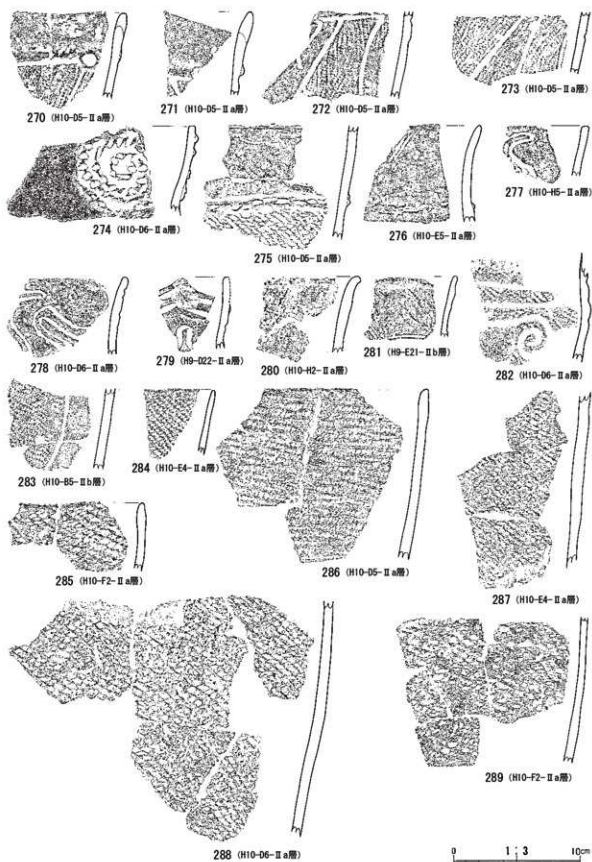 270 (H10-D5-Ⅱa層)
271 (H10-D5-Ⅱa層)
272 (H10-D5-Ⅱa層)
273 (H10-D5-Ⅱa層)
274 (H10-D6-Ⅱa層)
275 (H10-D5-Ⅱa層)
276 (H10-E5-Ⅱa層)
277 (H10-H5-Ⅱa層)
278 (H10-D6-Ⅱa層)
279 (H9-D22-Ⅱa層)
280 (H10-H2-Ⅱa層)
281 (H9-E21-Ⅱb層)
282 (H10-D6-Ⅱa層)
283 (H10-B5-Ⅱb層)
284 (H10-E4-Ⅱa層)
285 (H10-F2-Ⅱa層)
286 (H10-D5-Ⅱa層)
287 (H10-E4-Ⅱa層)
288 (H10-D6-Ⅱa層)
289 (H10-F2-Ⅱa層)
0 1:3 10cm